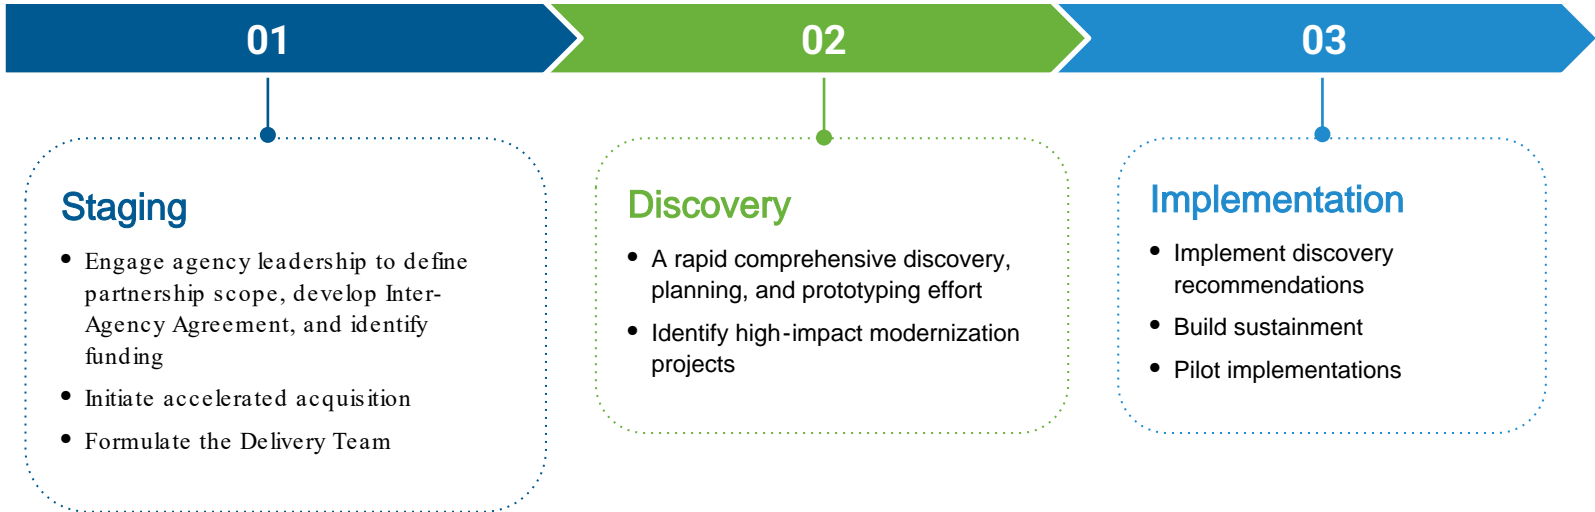 01
02
03
Staging
• Engage agency leadership to define
partnership scope, develop Inter-
Agency Agreement, and identify
funding
• Initiate accelerated acquisition
• Formulate the Delivery Team
Discovery
• A rapid comprehensive discovery,
planning, and prototyping effort
• Identify high-impact modernization
projects
Implementation
• Implement discovery
recommendations
• Build sustainment
• Pilot implementations